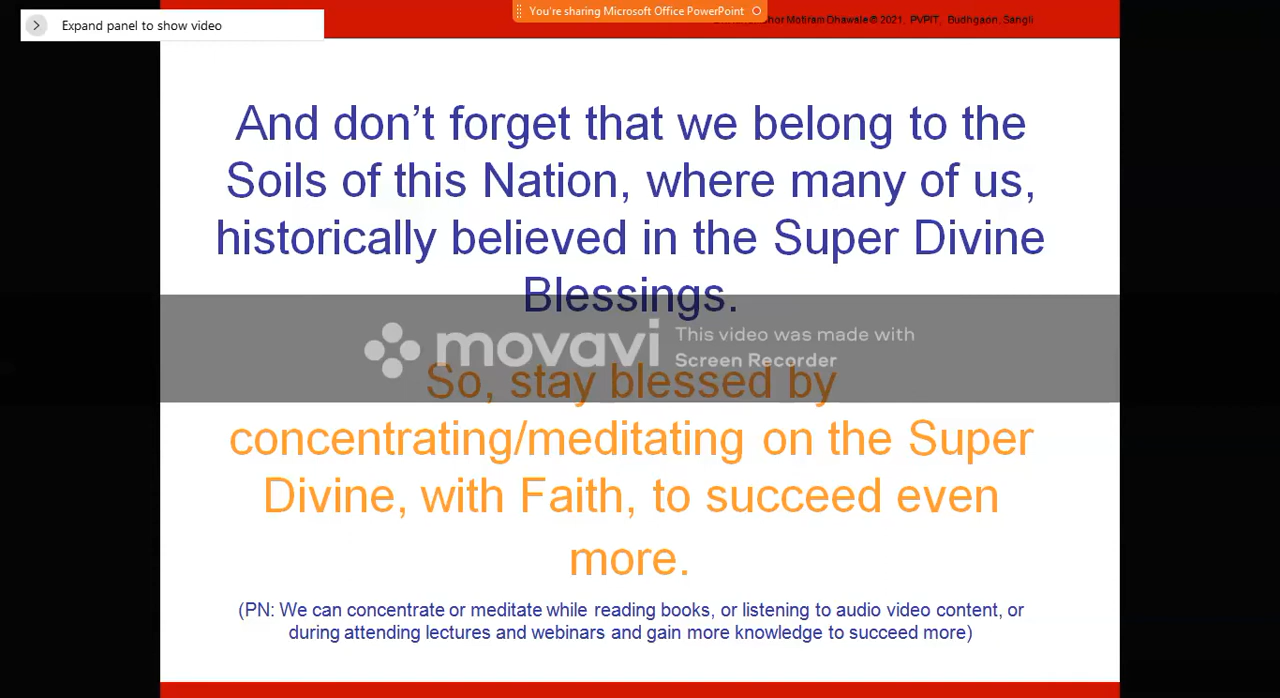 Expand panel to show video
You're sharing Microsoft Office PowerPoint
Motiram Dhawale © 2021. PVPIT, Budhgaon, Sangli
And don’t forget that we belong to the
Soils of this Nation, where many of us,
historically believed in the Super Divine
Blessings.
movavi
This video was made with
Screen Recorder
So, stay blessed by
concentrating/meditating on the Super
Divine, with Faith, to succeed even
more.
(PN: We can concentrate or meditate while reading books, or listening to audio video content, or
during attending lectures and webinars and gain more knowledge to succeed more)